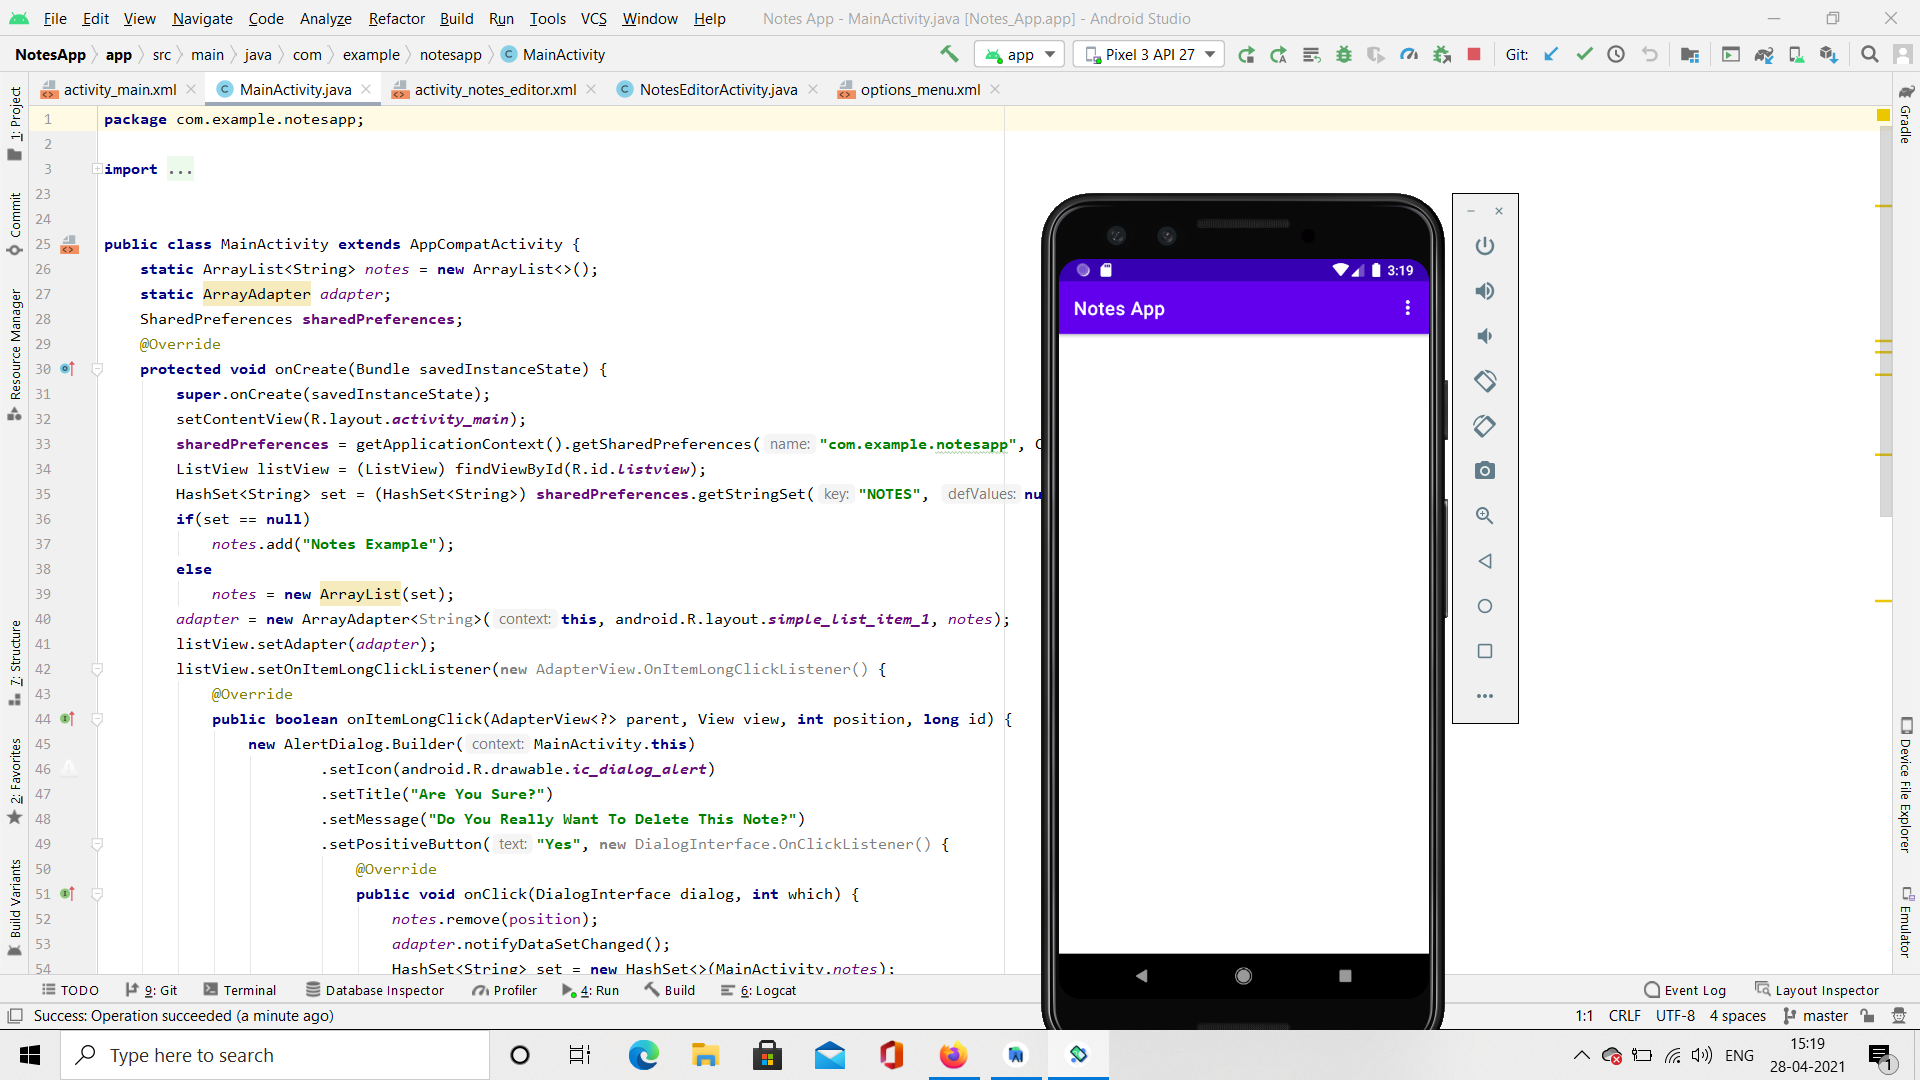 File Edit View Navigate Code Analyze Refactor Build Run Tools VCS Window Help Notes App - MainActivity.java [Notes_App.app] - Android Studio
NotesApp app src main java com example notesapp C MainActivity app Pixel 3 API 27 Git:
activity_main.xml C MainActivity.java activity_notes_editor.xml C NotesEditorActivity.java options_menu.xml
1: Project
Commit
Resource Manager
7: Structure
2: Favorites
Build Variants
1 package com.example.notesapp;
2
3 import ...
23
24
25 public class MainActivity extends AppCompatActivity {
26 static ArrayList<String> notes = new ArrayList<>();
27 static ArrayAdapter adapter;
28 SharedPreferences sharedPreferences;
29 @Override
30 protected void onCreate(Bundle savedInstanceState) {
31 super.onCreate(savedInstanceState);
32 setContentView(R.layout.activity_main);
33 sharedPreferences = getApplicationContext().getSharedPreferences( name: "com.example.notesapp", C
34 ListView listView = (ListView) findViewById(R.id.listview);
35 HashSet<String> set = (HashSet<String>) sharedPreferences.getStringSet( key: "NOTES", defValues: nu
36 if(set == null)
37 notes.add("Notes Example");
38 else
39 notes = new ArrayList(set);
40 adapter = new ArrayAdapter<String>( context: this, android.R.layout.simple_list_item_1, notes);
41 listView.setAdapter(adapter);
42 listView.setOnItemLongClickListener(new AdapterView.OnItemLongClickListener() {
43 @Override
44 public boolean onItemLongClick(AdapterView<?> parent, View view, int position, long id) {
45 new AlertDialog.Builder( context: MainActivity.this)
46 .setIcon(android.R.drawable.ic_dialog_alert)
47 .setTitle("Are You Sure?")
48 .setMessage("Do You Really Want To Delete This Note?")
49 .setPositiveButton( text: "Yes", new DialogInterface.OnClickListener() {
50 @Override
51 public void onClick(DialogInterface dialog, int which) {
52 notes.remove(position);
53 adapter.notifyDataSetChanged();
54 HashSet<String> set = new HashSet<>(MainActivity.notes);
3:19
Notes App
Gradle
Device File Explorer
Emulator
TODO 9: Git Terminal Database Inspector Profiler 4: Run Build 6: Logcat Event Log Layout Inspector
Success: Operation succeeded (a minute ago) 1:1 CRLF UTF-8 4 spaces master
Type here to search ENG 15:19
28-04-2021
1